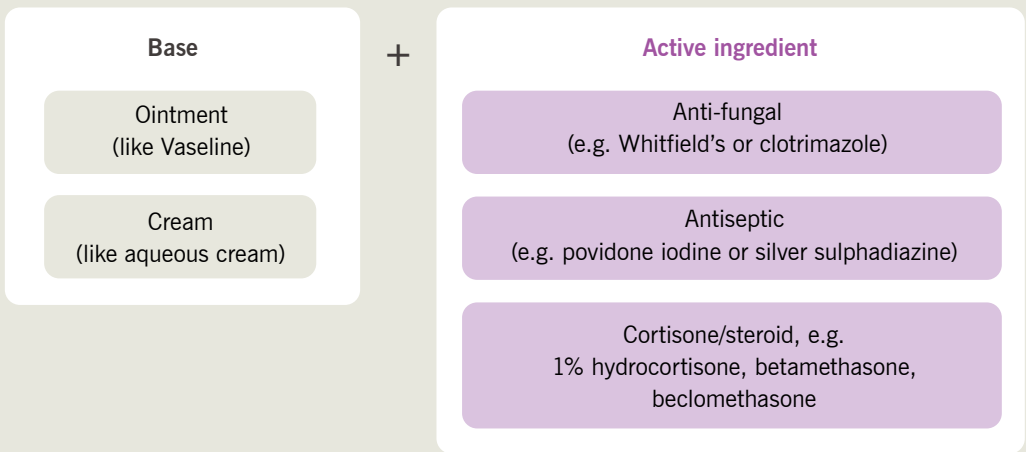 Base
Ointment
(like Vaseline)
Cream
(like aqueous cream)
+
Active ingredient
Anti-fungal
(e.g. Whitfield’s or clotrimazole)
Antiseptic
(e.g. povidone iodine or silver sulphadiazine)
Cortisone/steroid, e.g.
1% hydrocortisone, betamethasone,
beclomethasone